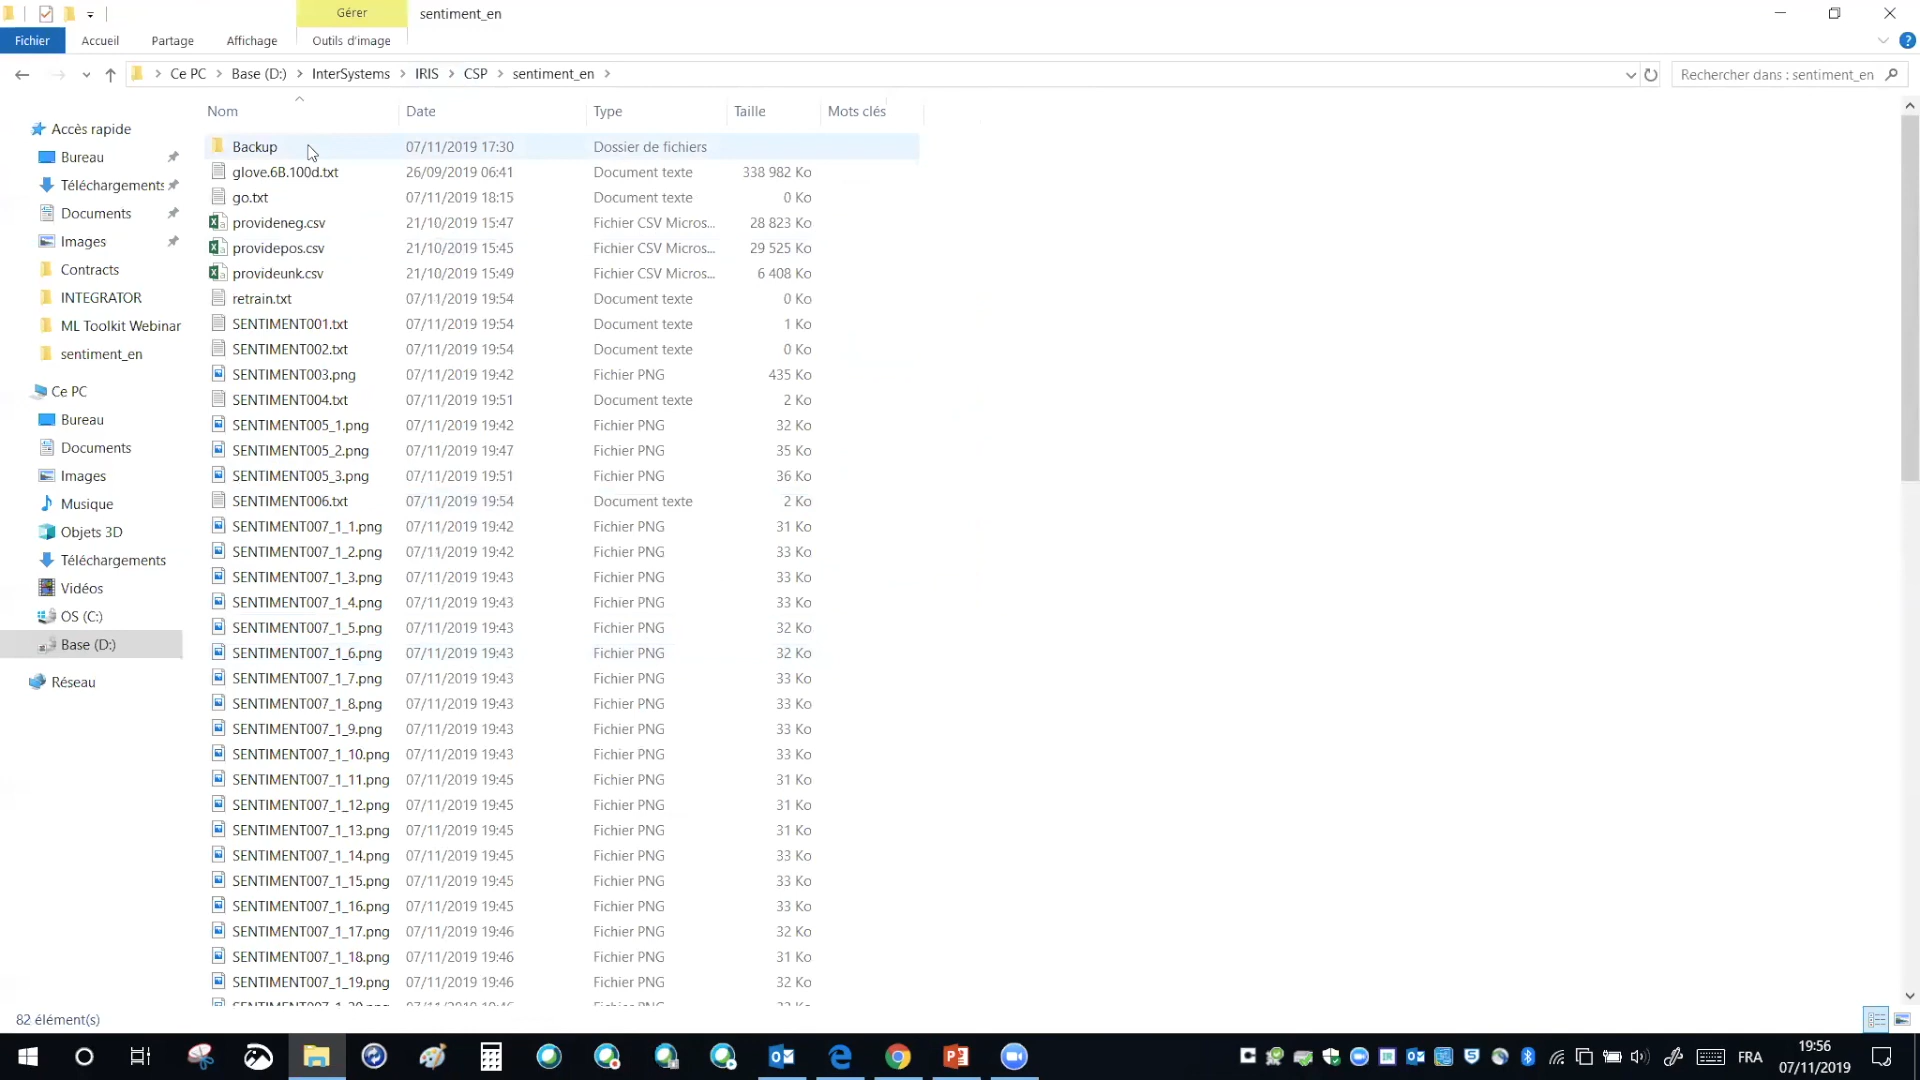 Gérer sentiment_en
Fichier Accueil Partage Affichage Outils d'image
Ce PC > Base (D:) > InterSystems > IRIS > CSP > sentiment_en >
Rechercher dans : sentiment_en
Nom Date Type Taille Mots clés
Accès rapide
Bureau
Téléchargements
Documents
Images
Contracts
INTEGRATOR
ML Toolkit Webinar
sentiment_en
Ce PC
Bureau
Documents
Images
Musique
Objets 3D
Téléchargements
Vidéos
OS (C:)
Base (D:)
Réseau
Backup 07/11/2019 17:30 Dossier de fichiers
glove.6B.100d.txt 26/09/2019 06:41 Document texte 338 982 Ko
go.txt 07/11/2019 18:15 Document texte 0 Ko
provideneg.csv 21/10/2019 15:47 Fichier CSV Micros... 28 823 Ko
providepos.csv 21/10/2019 15:45 Fichier CSV Micros... 29 525 Ko
provideunk.csv 21/10/2019 15:49 Fichier CSV Micros... 6 408 Ko
retrain.txt 07/11/2019 19:54 Document texte 0 Ko
SENTIMENT001.txt 07/11/2019 19:54 Document texte 1 Ko
SENTIMENT002.txt 07/11/2019 19:54 Document texte 0 Ko
SENTIMENT003.png 07/11/2019 19:42 Fichier PNG 435 Ko
SENTIMENT004.txt 07/11/2019 19:51 Document texte 2 Ko
SENTIMENT005_1.png 07/11/2019 19:42 Fichier PNG 32 Ko
SENTIMENT005_2.png 07/11/2019 19:47 Fichier PNG 35 Ko
SENTIMENT005_3.png 07/11/2019 19:51 Fichier PNG 36 Ko
SENTIMENT006.txt 07/11/2019 19:54 Document texte 2 Ko
SENTIMENT007_1_1.png 07/11/2019 19:42 Fichier PNG 31 Ko
SENTIMENT007_1_2.png 07/11/2019 19:42 Fichier PNG 33 Ko
SENTIMENT007_1_3.png 07/11/2019 19:43 Fichier PNG 33 Ko
SENTIMENT007_1_4.png 07/11/2019 19:43 Fichier PNG 33 Ko
SENTIMENT007_1_5.png 07/11/2019 19:43 Fichier PNG 32 Ko
SENTIMENT007_1_6.png 07/11/2019 19:43 Fichier PNG 32 Ko
SENTIMENT007_1_7.png 07/11/2019 19:43 Fichier PNG 33 Ko
SENTIMENT007_1_8.png 07/11/2019 19:43 Fichier PNG 33 Ko
SENTIMENT007_1_9.png 07/11/2019 19:43 Fichier PNG 33 Ko
SENTIMENT007_1_10.png 07/11/2019 19:43 Fichier PNG 33 Ko
SENTIMENT007_1_11.png 07/11/2019 19:45 Fichier PNG 31 Ko
SENTIMENT007_1_12.png 07/11/2019 19:45 Fichier PNG 31 Ko
SENTIMENT007_1_13.png 07/11/2019 19:45 Fichier PNG 31 Ko
SENTIMENT007_1_14.png 07/11/2019 19:45 Fichier PNG 33 Ko
SENTIMENT007_1_15.png 07/11/2019 19:45 Fichier PNG 33 Ko
SENTIMENT007_1_16.png 07/11/2019 19:45 Fichier PNG 33 Ko
SENTIMENT007_1_17.png 07/11/2019 19:46 Fichier PNG 32 Ko
SENTIMENT007_1_18.png 07/11/2019 19:46 Fichier PNG 31 Ko
SENTIMENT007_1_19.png 07/11/2019 19:46 Fichier PNG 32 Ko
82 élément(s)
FRA
19:56
07/11/2019